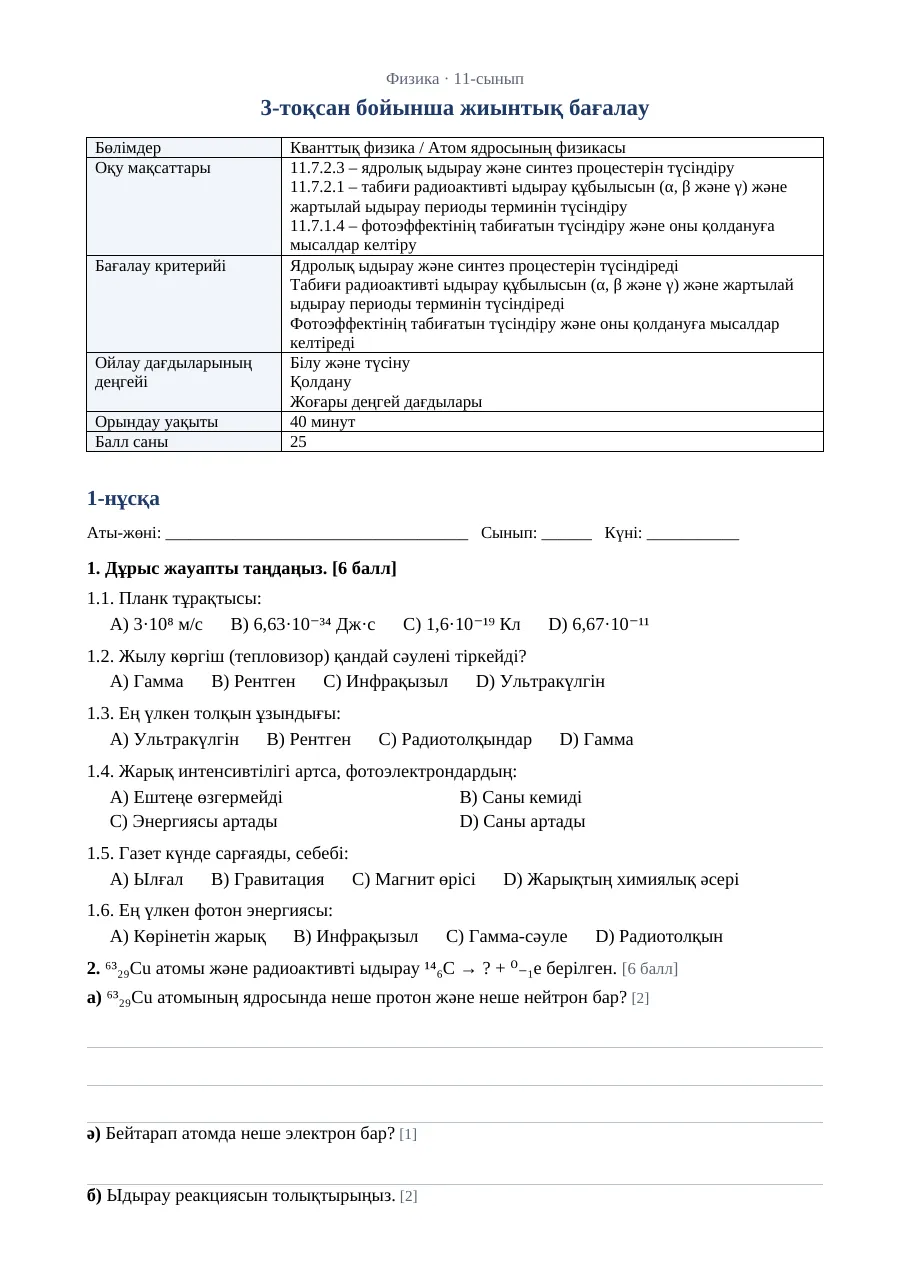 Физика · 11-сынып
3-тоқсан бойынша жиынтық бағалау
Бөлімдер Кванттық физика / Атом ядросының физикасы
Оқу мақсаттары 11.7.2.3 – ядролық ыдырау және синтез процестерін түсіндіру
11.7.2.1 – табиғи радиоактивті ыдырау құбылысын (α, β және γ) және
жартылай ыдырау периоды терминін түсіндіру
11.7.1.4 – фотоэффектінің табиғатын түсіндіру және оны қолдануға
мысалдар келтіру
Бағалау критерийі Ядролық ыдырау және синтез процестерін түсіндіреді
Табиғи радиоактивті ыдырау құбылысын (α, β және γ) және жартылай
ыдырау периоды терминін түсіндіреді
Фотоэффектінің табиғатын түсіндіру және оны қолдануға мысалдар
келтіреді
Ойлау дағдыларының деңгейі Білу және түсіну
Қолдану
Жоғары деңгей дағдылары
Орындау уақыты 40 минут
Балл саны 25
1-нұсқа
Аты-жөні: ____________________________________ Сынып: ______ Күні: ___________
1. Дұрыс жауапты таңдаңыз. [6 балл]
1.1. Планк тұрақтысы:
A) 3·10⁸ м/с B) 6,63·10⁻³⁴ Дж·с C) 1,6·10⁻¹⁹ Кл D) 6,67·10⁻¹¹
1.2. Жылу көргіш (тепловизор) қандай сәулені тіркейді?
A) Гамма B) Рентген C) Инфрақызыл D) Ультракүлгін
1.3. Ең үлкен толқын ұзындығы:
A) Ультракүлгін B) Рентген C) Радиотолқындар D) Гамма
1.4. Жарық интенсивтілігі артса, фотоэлектрондардың:
A) Ештеңе өзгермейді B) Саны кемиді
C) Энергиясы артады D) Саны артады
1.5. Газет күнде сарғаяды, себебі:
A) Ылғал B) Гравитация C) Магнит өрісі D) Жарықтың химиялық әсері
1.6. Ең үлкен фотон энергиясы:
A) Көрінетін жарық B) Инфрақызыл C) Гамма-сәуле D) Радиотолқын
2. ⁶³₂₉Cu атомы және радиоактивті ыдырау ¹⁴₆C → ? + ⁰₋₁e берілген. [6 балл]
а) ⁶³₂₉Cu атомының ядросында неше протон және неше нейтрон бар? [2]
ә) Бейтарап атомда неше электрон бар? [1]
б) Ыдырау реакциясын толықтырыңыз. [2]